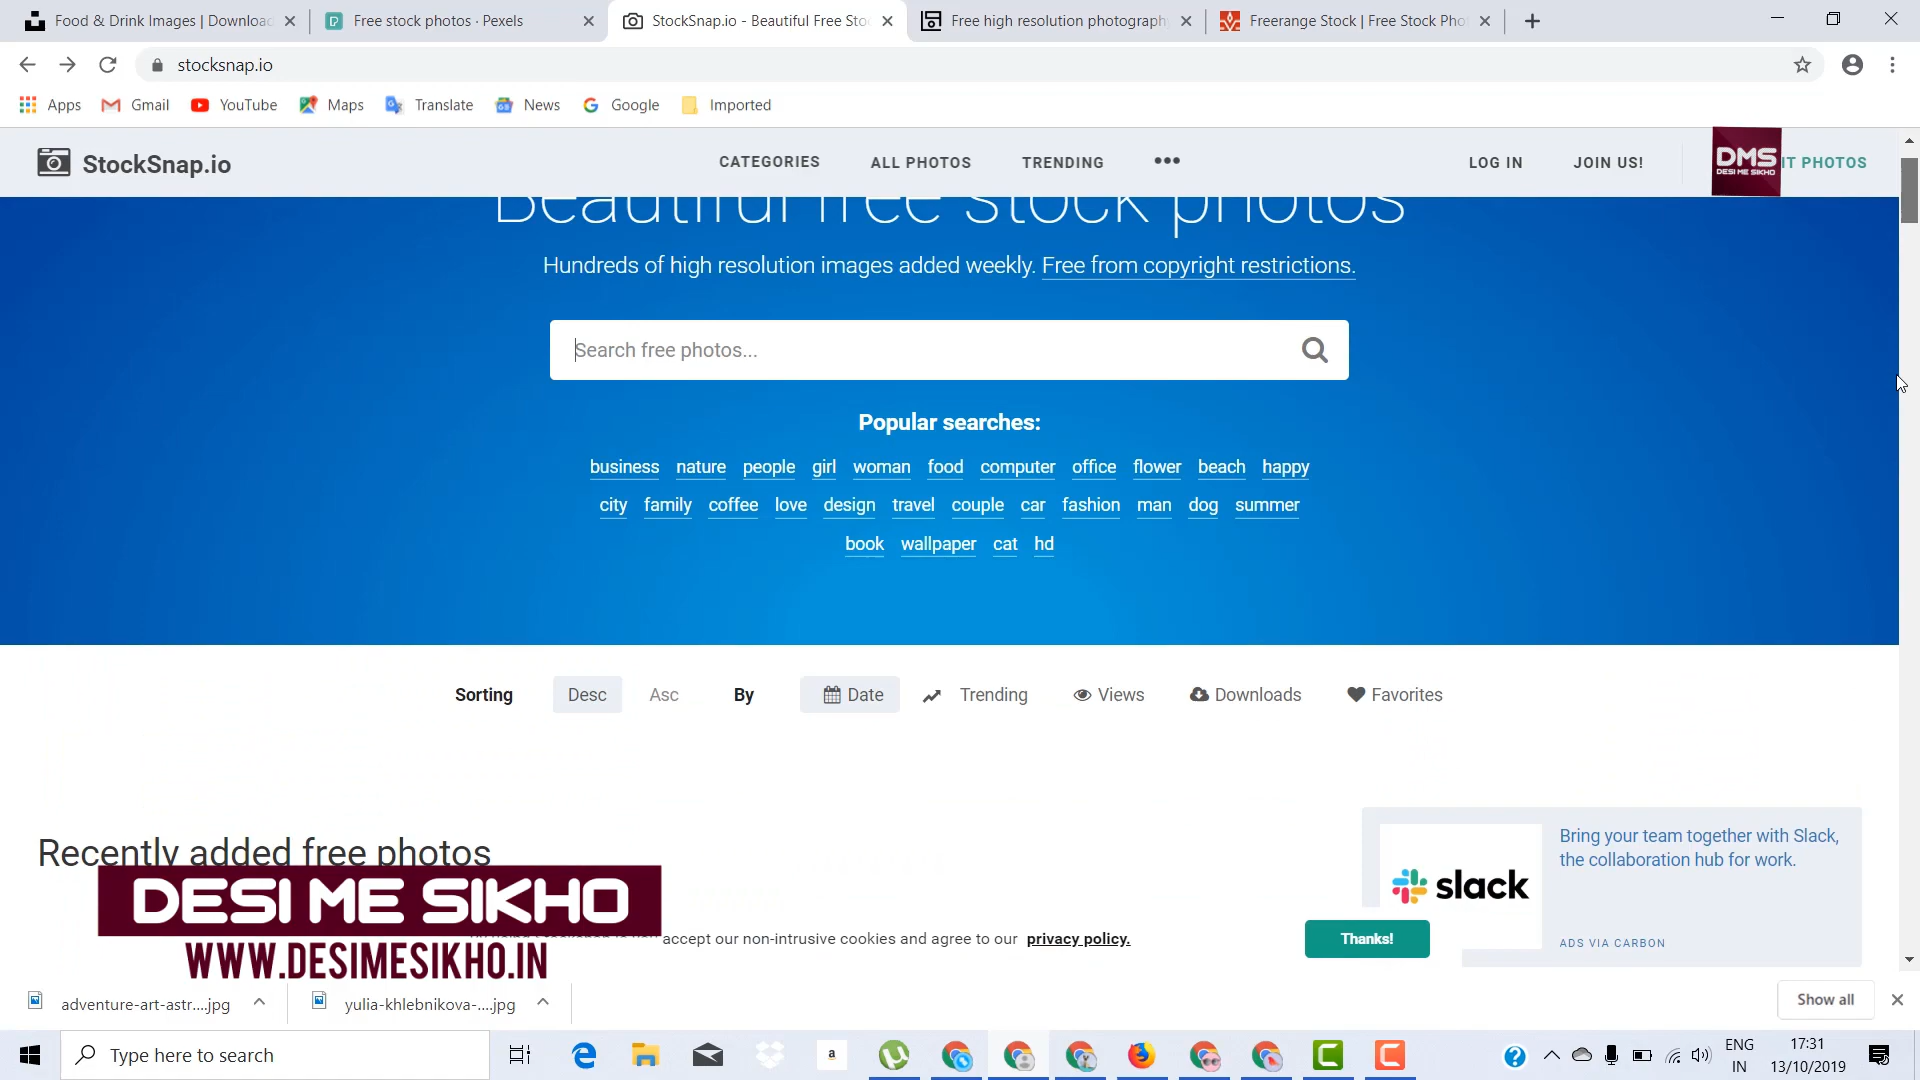 Food & Drink Images | Download
Free stock photos · Pexels
StockSnap.io - Beautiful Free Sto
Free high resolution photograph
Freerange Stock | Free Stock Pho
stocksnap.io
Apps
Gmail
YouTube
Maps
Translate
News
Google
Imported
StockSnap.io
CATEGORIES
ALL PHOTOS
TRENDING
•••
LOG IN
JOIN US!
DMS
DESI ME SIKHO
IT PHOTOS
Beautiful free stock photos
Hundreds of high resolution images added weekly. Free from copyright restrictions.
Search free photos...
Popular searches:
business nature people girl woman food computer office flower beach happy
city family coffee love design travel couple car fashion man dog summer
book wallpaper cat hd
Sorting Desc Asc By Date Trending Views Downloads Favorites
Recently added free photos
slack
Bring your team together with Slack,
the collaboration hub for work.
ADS VIA CARBON
DESI ME SIKHO
accept our non-intrusive cookies and agree to our privacy policy.
Thanks!
WWW.DESIMESIKHO.IN
adventure-art-astr....jpg
yulia-khlebnikova-....jpg
Show all
Type here to search
a
ENG
IN
17:31
13/10/2019